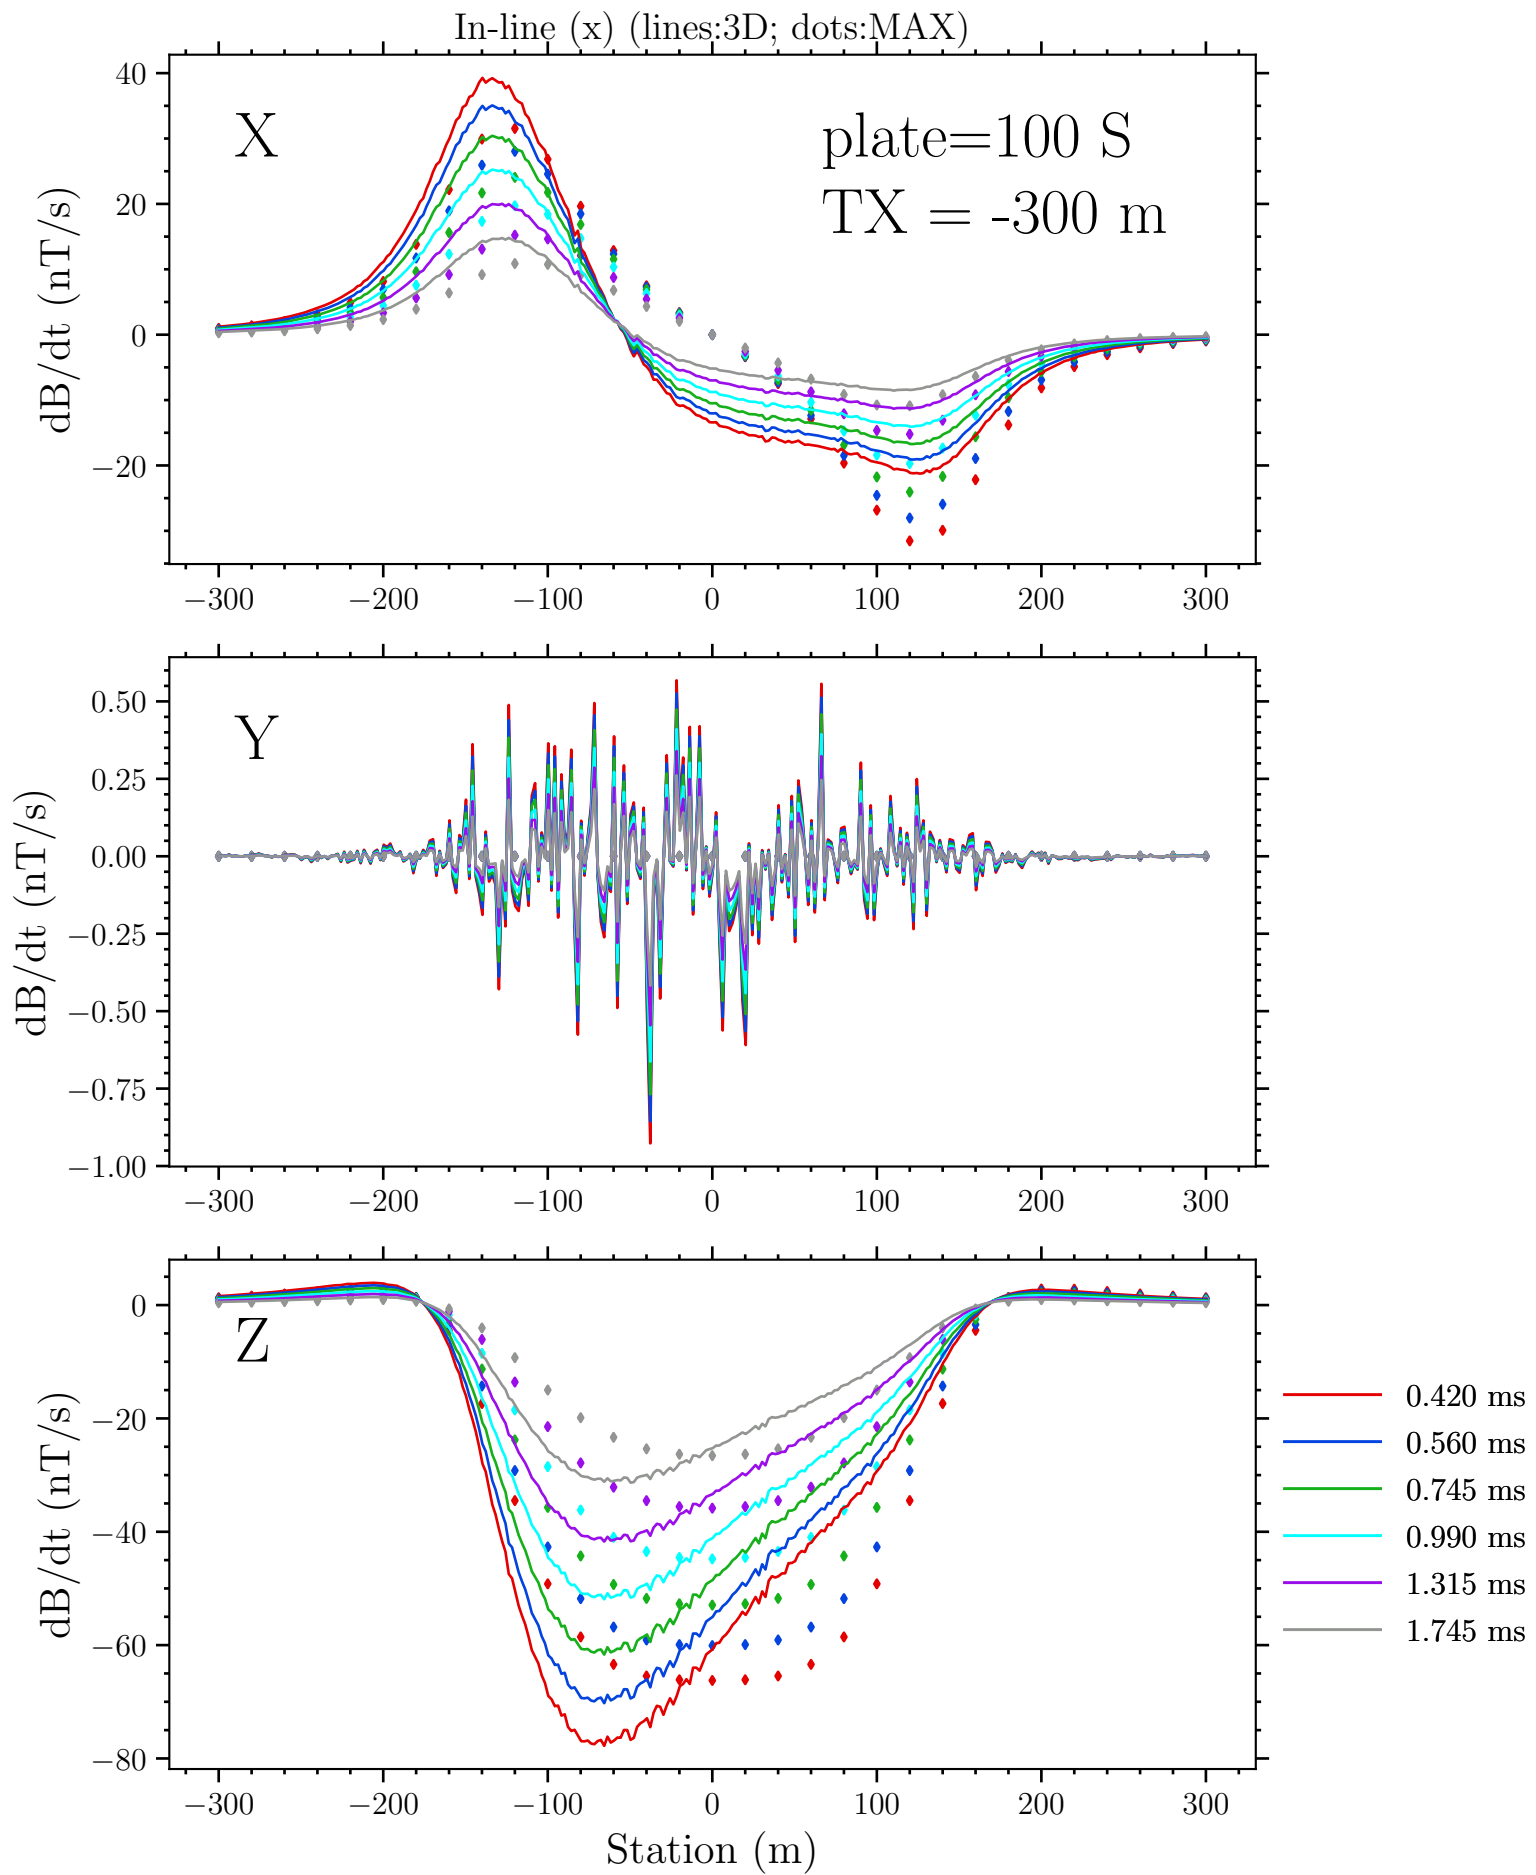 In-line (x) (lines:3D; dots:MAX)
X
plate=100 S
TX = -300 m
dB/dt (nT/s)
40
20
0
−20
−300 −200 −100 0 100 200 300
Y
dB/dt (nT/s)
0.50
0.25
0.00
−0.25
−0.50
−0.75
−1.00
−300 −200 −100 0 100 200 300
Z
dB/dt (nT/s)
0
−20
−40
−60
−80
−300 −200 −100 0 100 200 300
Station (m)
0.420 ms
0.560 ms
0.745 ms
0.990 ms
1.315 ms
1.745 ms